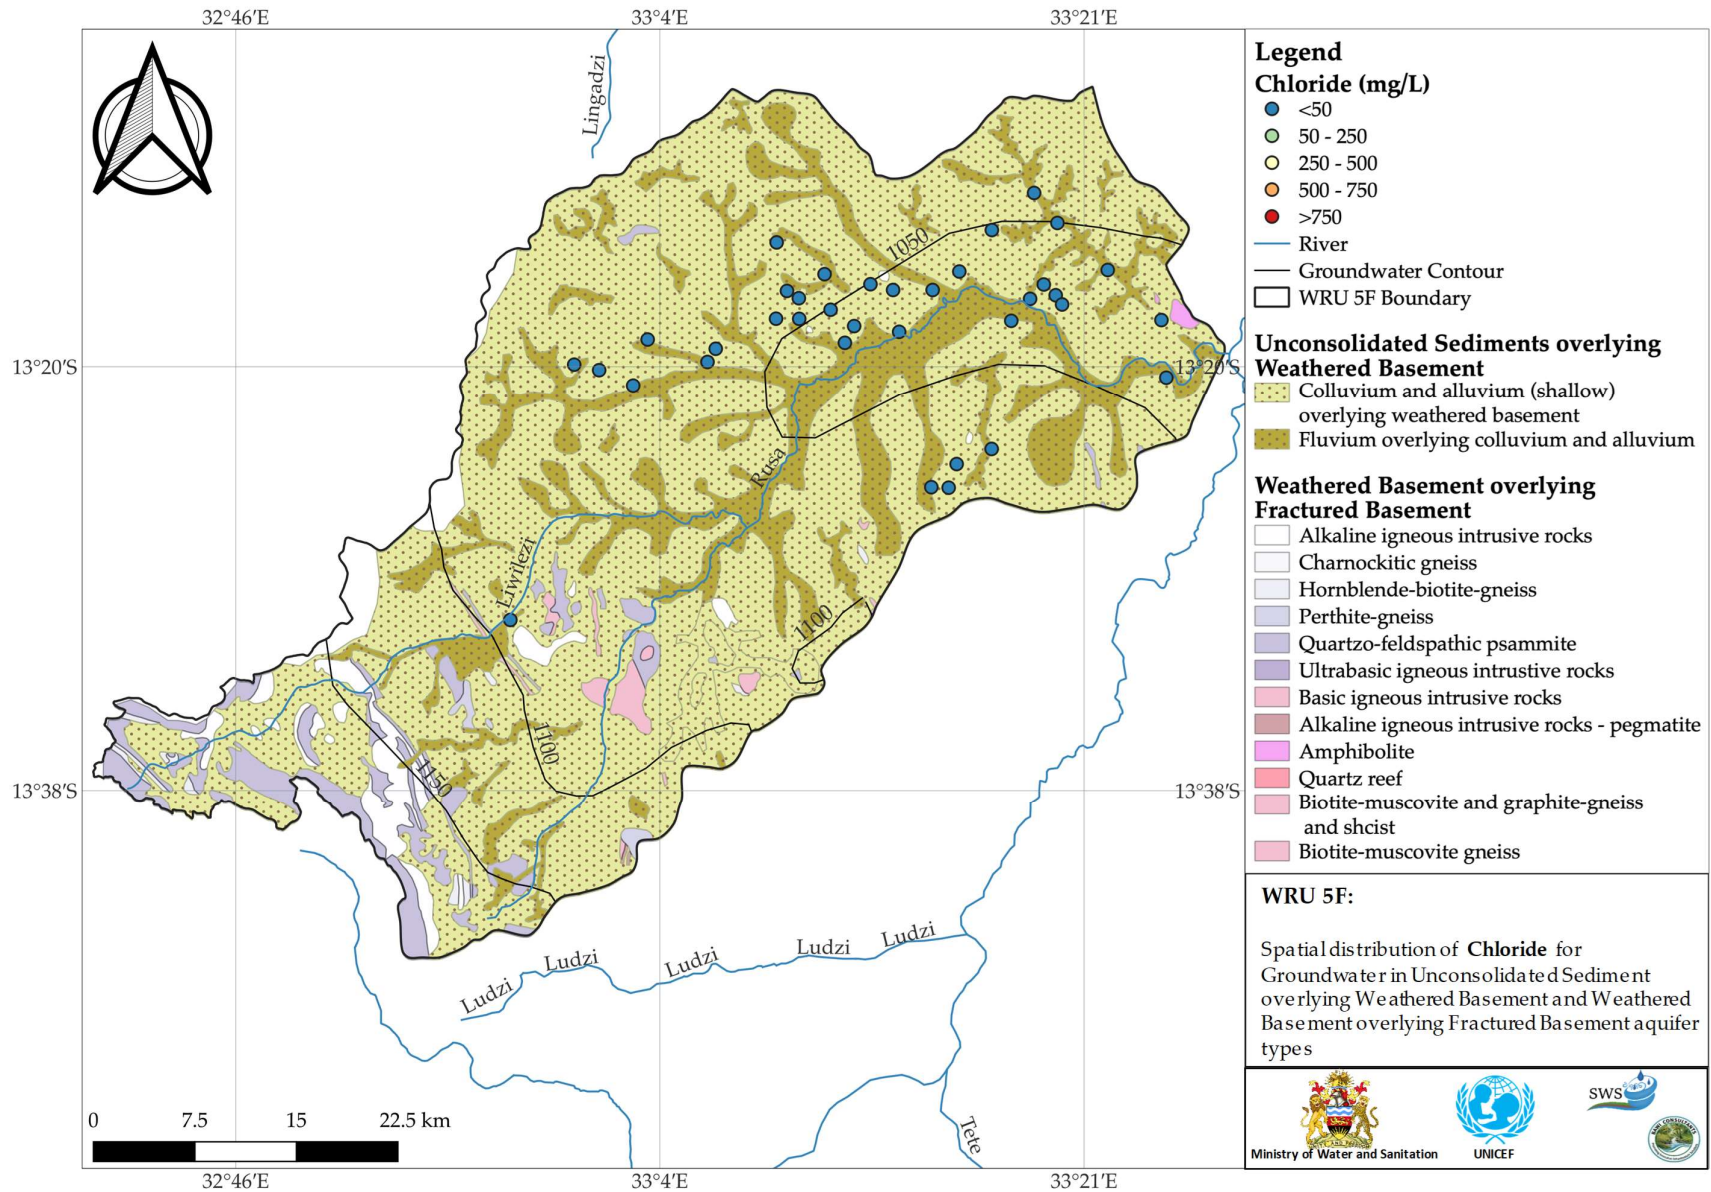 32°46′E
33°4′E
33°21′E
Lingadzi
1050
13°20′S
13°20′S
Rusa
Liwilezi
1100
1100
1150
13°38′S
13°38′S
Ludzi
Ludzi
Ludzi
Ludzi
Ludzi
Tete
0 7.5 15 22.5 km
32°46′E
33°4′E
33°21′E
Legend
Chloride (mg/L)
<50
50 - 250
250 - 500
500 - 750
>750
River
Groundwater Contour
WRU 5F Boundary
Unconsolidated Sediments overlying
Weathered Basement
Colluvium and alluvium (shallow)
overlying weathered basement
Fluvium overlying colluvium and alluvium
Weathered Basement overlying
Fractured Basement
Alkaline igneous intrusive rocks
Charnockitic gneiss
Hornblende-biotite-gneiss
Perthite-gneiss
Quartzo-feldspathic psammite
Ultrabasic igneous intrustive rocks
Basic igneous intrusive rocks
Alkaline igneous intrusive rocks - pegmatite
Amphibolite
Quartz reef
Biotite-muscovite and graphite-gneiss
and shcist
Biotite-muscovite gneiss
WRU 5F:
Spatial distribution of Chloride for
Groundwater in Unconsolidated Sediment
overlying Weathered Basement and Weathered
Basement overlying Fractured Basement aquifer
types
SWS
Ministry of Water and Sanitation
UNICEF